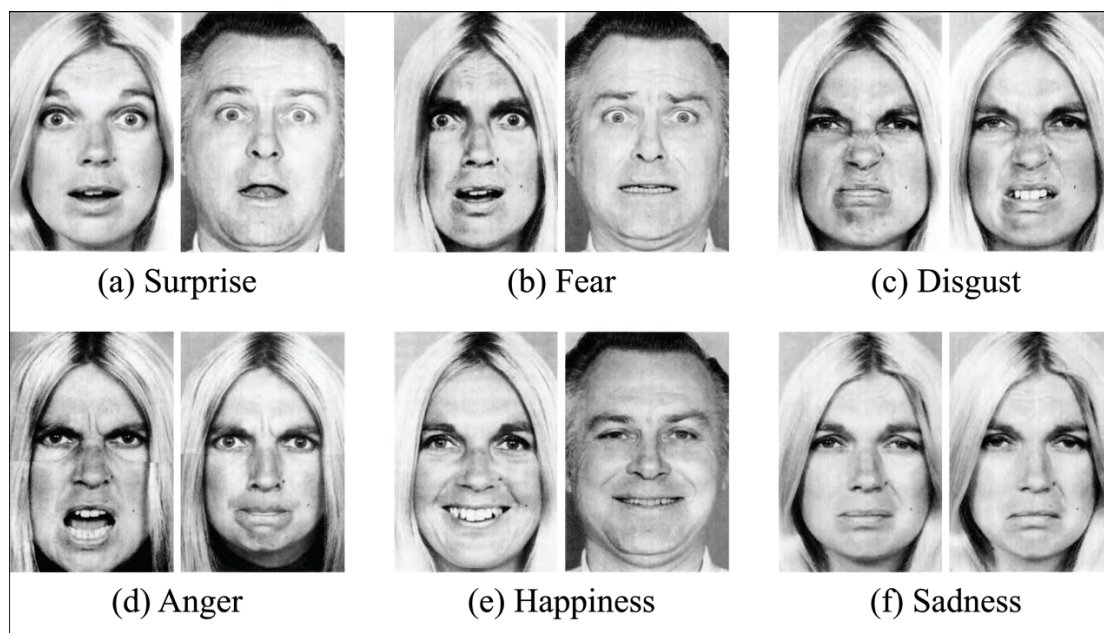 (a) Surprise
(b) Fear
(c) Disgust
(d) Anger
(e) Happiness
(f) Sadness